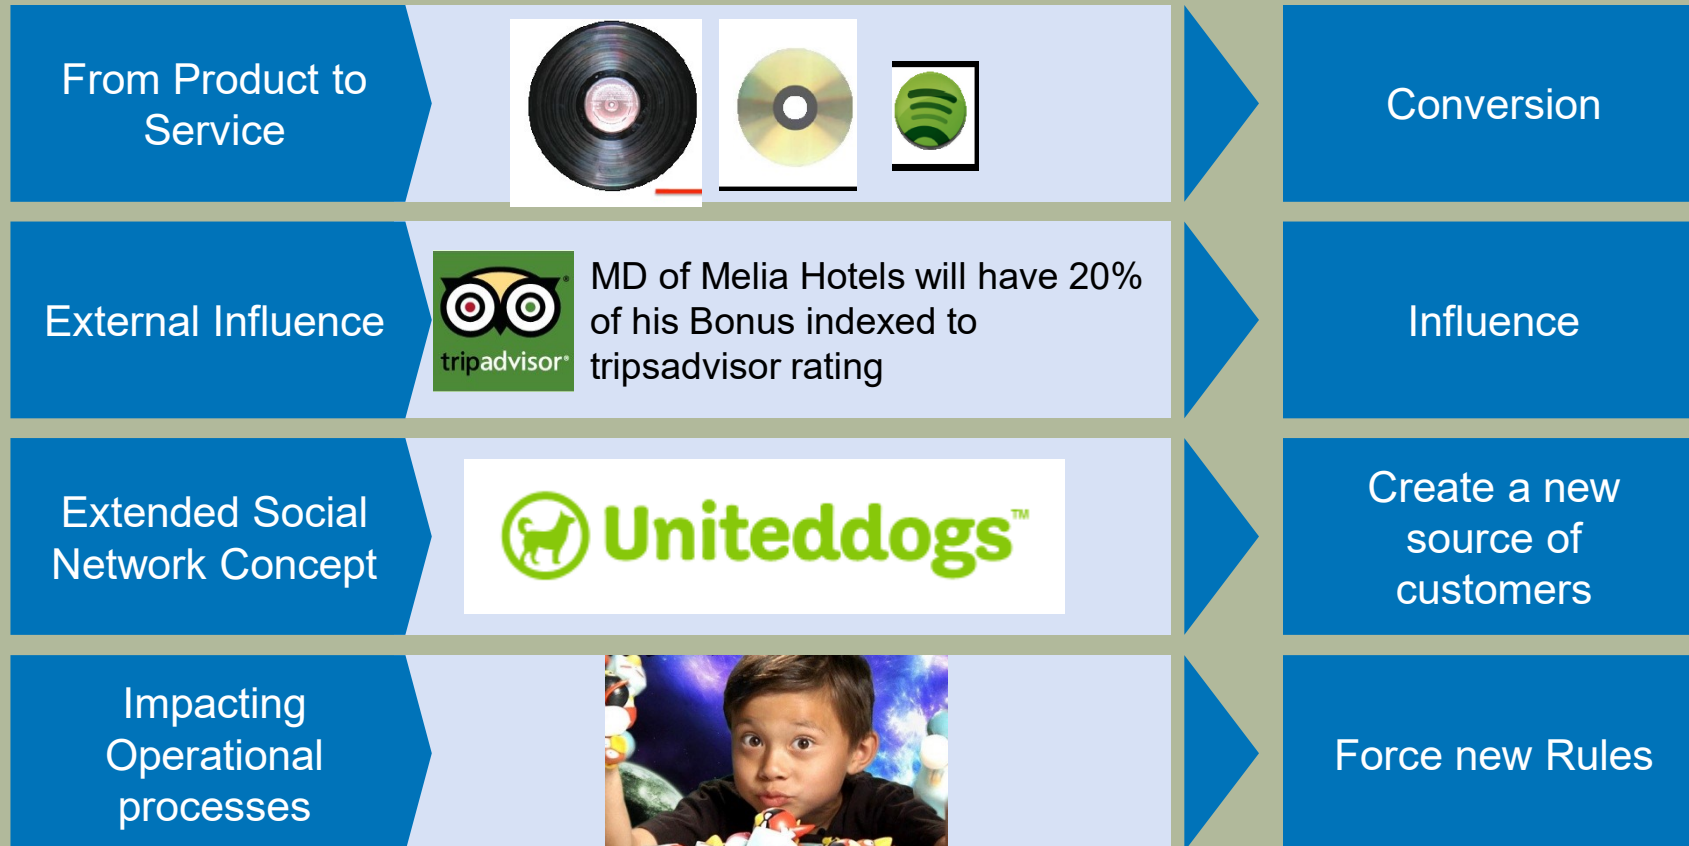 From Product to
Service
Conversion
External Influence
tripadvisor®
MD of Melia Hotels will have 20%
of his Bonus indexed to
tripsadvisor rating
Influence
Extended Social
Network Concept
Uniteddogs™
Create a new
source of
customers
Impacting
Operational
processes
Force new Rules